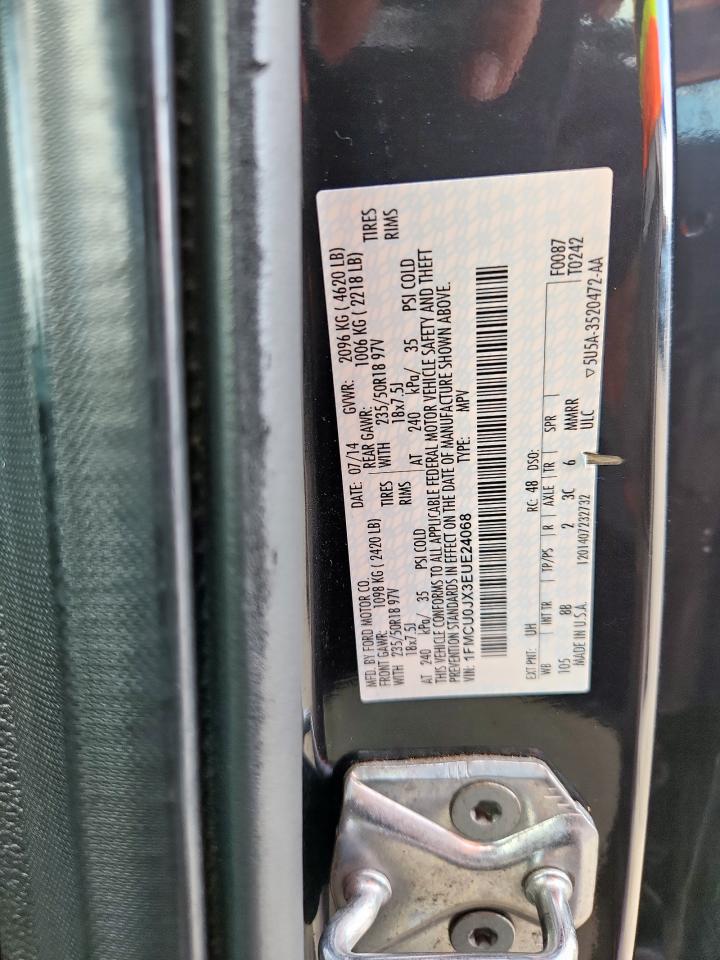 MFD. BY FORD MOTOR CO. DATE: 07/14 GVWR: 2096 KG ( 4620 LB)
FRONT GAWR: 1098 KG ( 2420 LB) REAR GAWR: 1006 KG ( 2218 LB)
WITH 235/50R18 97V TIRES WITH 235/50R18 97V TIRES
18x7.5J RIMS 18x7.5J RIMS
AT 240 kPa/ 35 PSI COLD AT 240 kPa/ 35 PSI COLD
THIS VEHICLE CONFORMS TO ALL APPLICABLE FEDERAL MOTOR VEHICLE SAFETY AND THEFT
PREVENTION STANDARDS IN EFFECT ON THE DATE OF MANUFACTURE SHOWN ABOVE.
VIN: 1FMCU0JX3EUE24068 TYPE: MPV
EXT PNT: UH RC: 48 DSO: F0087
WB INT TR TP/PS R AXLE TR SPR T0242
105 8B 2 3C 6 MMRR
MADE IN U.S.A. 1201407232732 ULC ▽5U5A-3520472-AA